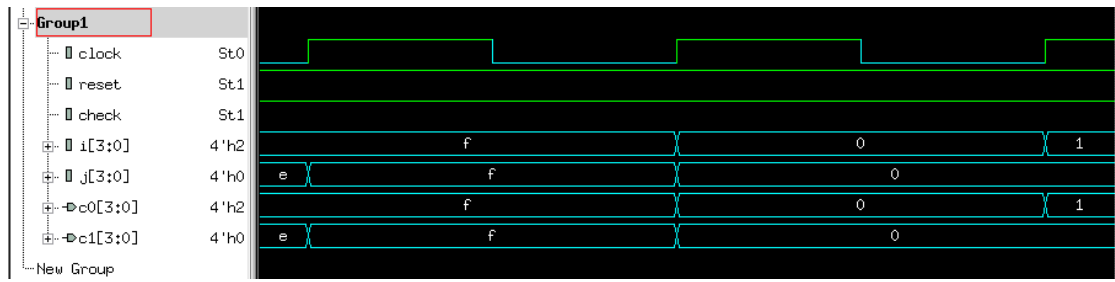 Group1
clock St0
reset St1
check St1
i[3:0] 4'h2 f 0 1
j[3:0] 4'h0 e f 0
c0[3:0] 4'h2 f 0 1
c1[3:0] 4'h0 e f 0
New Group